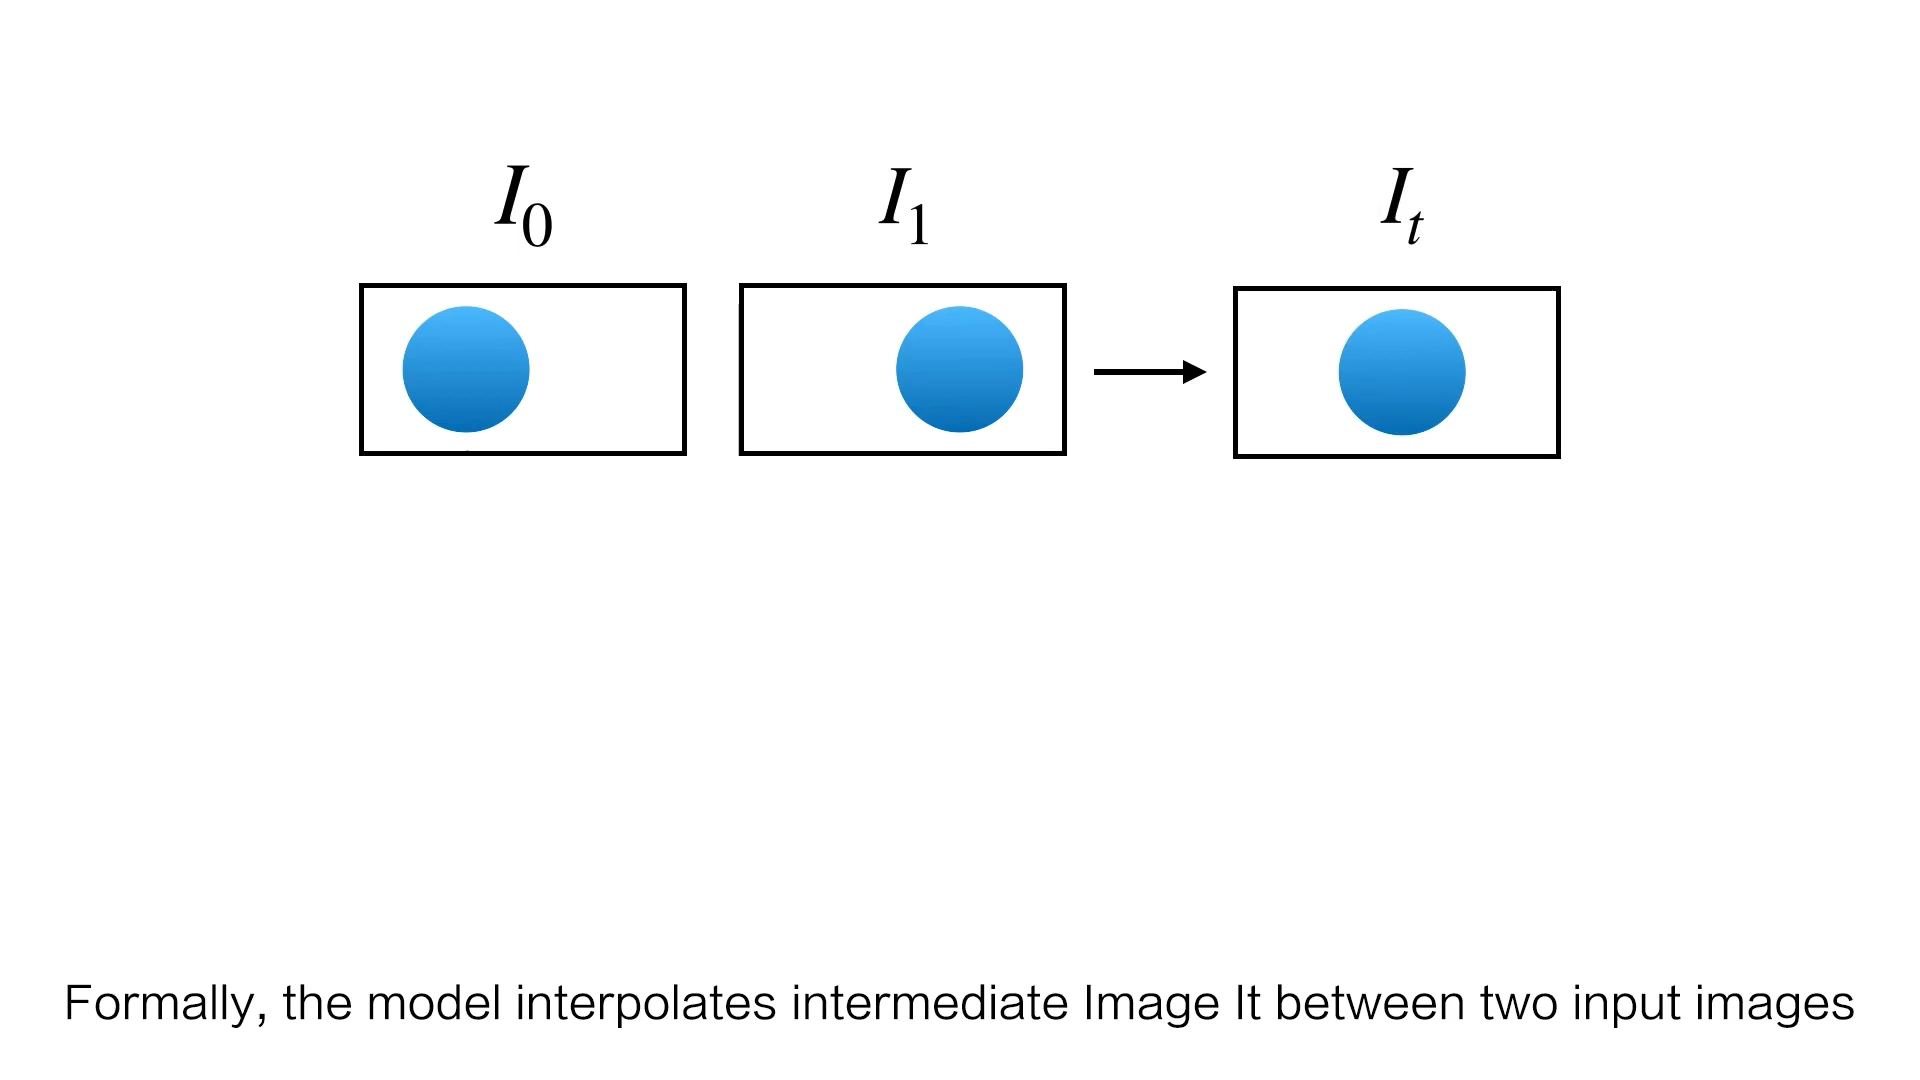 I₀ I₁ Iₜ
Formally, the model interpolates intermediate Image It between two input images